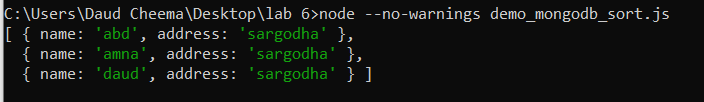 C:\Users\Daud Cheema\Desktop\lab 6>node --no-warnings demo_mongodb_sort.js
[ { name: 'abd', address: 'sargodha' },
  { name: 'amna', address: 'sargodha' },
  { name: 'daud', address: 'sargodha' } ]